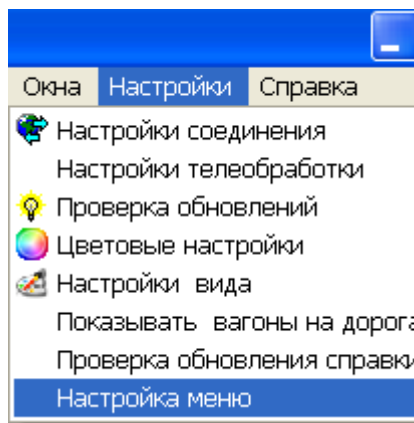 Окна Настройки Справка
Настройки соединения
Настройки телеобработки
Проверка обновлений
Цветовые настройки
Настройки вида
Показывать вагоны на
Проверка обновления справки
Настройка меню